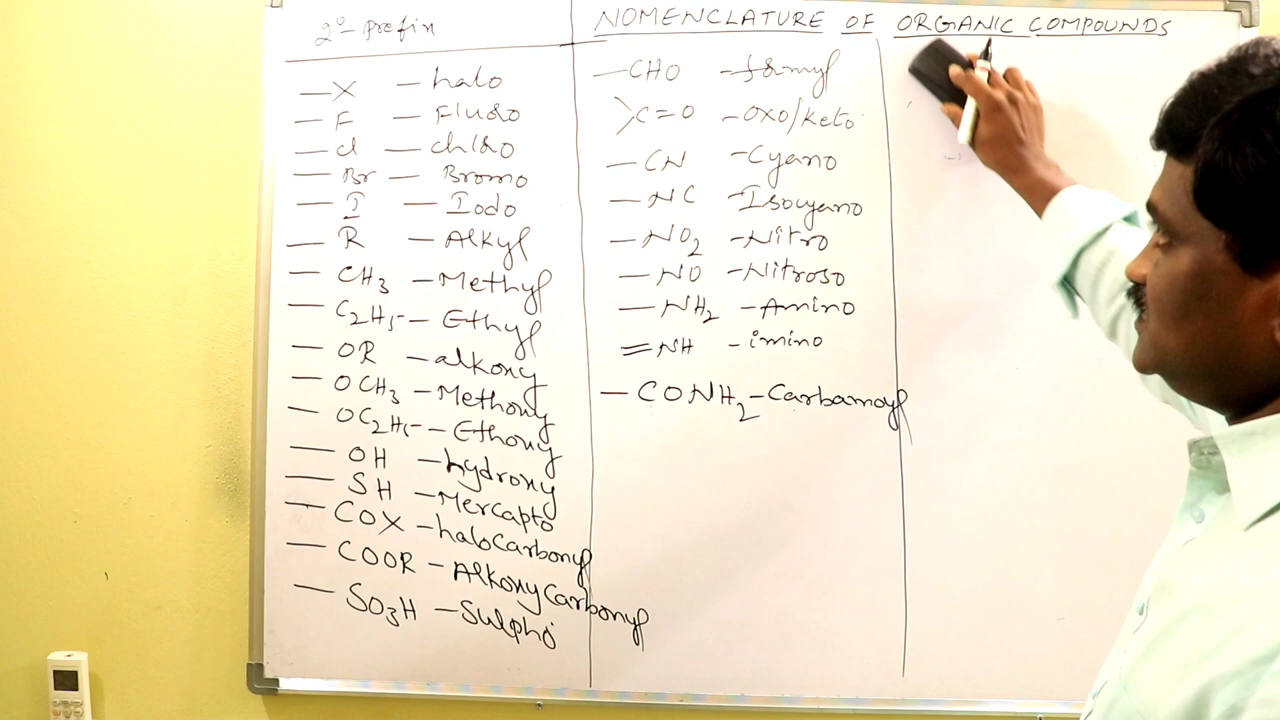 2°-prefix
NOMENCLATURE OF ORGANIC COMPOUNDS
—X — halo
—F — Fluoro
—Cl — chloro
—Br — Bromo
—I — Iodo
—R — Alkyl
—CH3 — Methyl
—C2H5 — Ethyl
—OR — alkoxy
—OCH3 — Methoxy
—OC2H5 — Ethoxy
—OH — hydroxy
—SH — Mercapto
—COX — haloCarbonyl
—COOR — AlkoxyCarbonyl
—SO3H — Sulpho
—CHO — formyl
>C=O — OXO/Keto
—CN — Cyano
—NC — Isocyano
—NO2 — Nitro
—NO — Nitroso
—NH2 — Amino
=NH — imino
—CONH2 — Carbamoyl